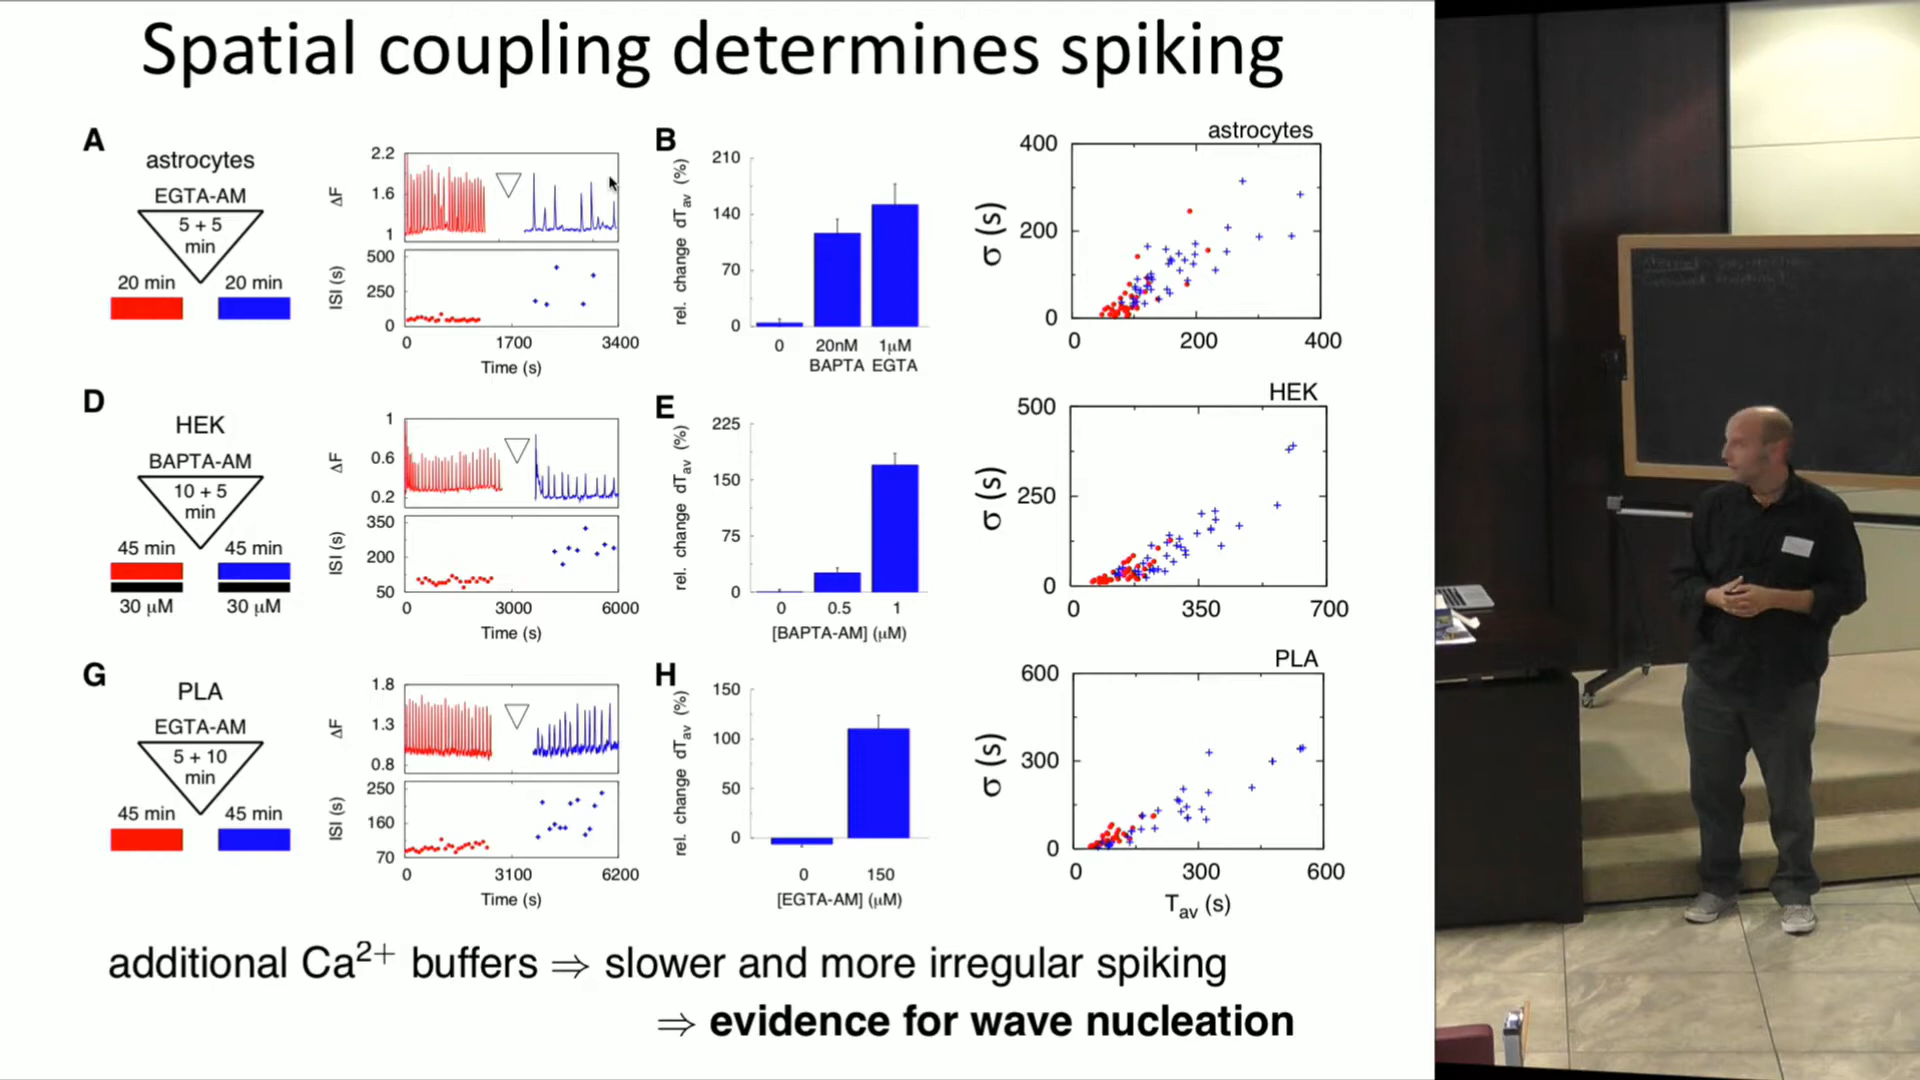 Spatial coupling determines spiking
A
astrocytes
EGTA-AM
5 + 5
min
20 min
20 min
ΔF
2.2
1.6
1
ISI (s)
500
250
0
0
1700
3400
Time (s)
B
rel. change dTav (%)
210
140
70
0
0
20nM
BAPTA
1μM
EGTA
astrocytes
σ (s)
400
200
0
0
200
400
D
HEK
BAPTA-AM
10 + 5
min
45 min
45 min
30 μM
30 μM
ΔF
1
0.6
0.2
ISI (s)
350
200
50
0
3000
6000
Time (s)
E
rel. change dTav (%)
225
150
75
0
0
0.5
1
[BAPTA-AM] (μM)
HEK
σ (s)
500
250
0
0
350
700
G
PLA
EGTA-AM
5 + 10
min
45 min
45 min
ΔF
1.8
1.3
0.8
ISI (s)
250
160
70
0
3100
6200
Time (s)
H
rel. change dTav (%)
150
100
50
0
0
150
[EGTA-AM] (μM)
PLA
σ (s)
600
300
0
0
300
600
Tav (s)
additional Ca2+ buffers ⇒ slower and more irregular spiking
⇒ evidence for wave nucleation